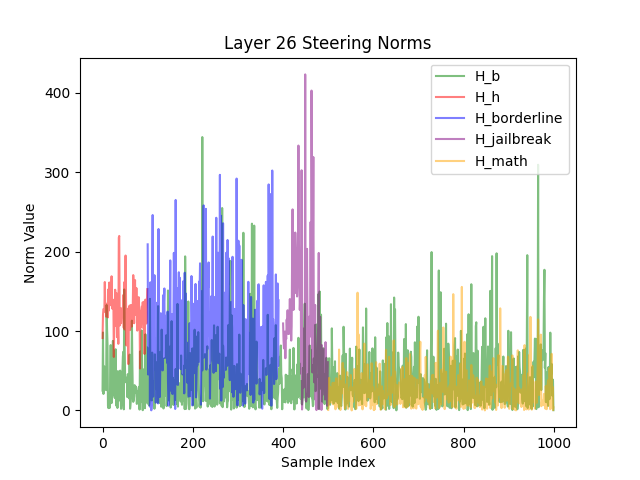 Layer 26 Steering Norms
H_b
H_h
H_borderline
H_jailbreak
H_math
Norm Value
400
300
200
100
0
0
200
400
600
800
1000
Sample Index